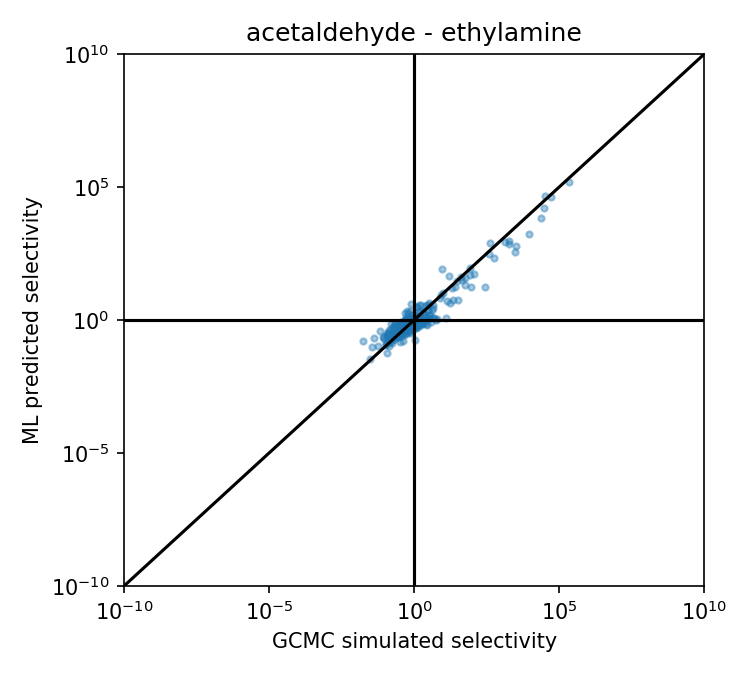 acetaldehyde - ethylamine
10^10
10^5
10^0
10^-5
10^-10
ML predicted selectivity
10^-10 10^-5 10^0 10^5 10^10
GCMC simulated selectivity